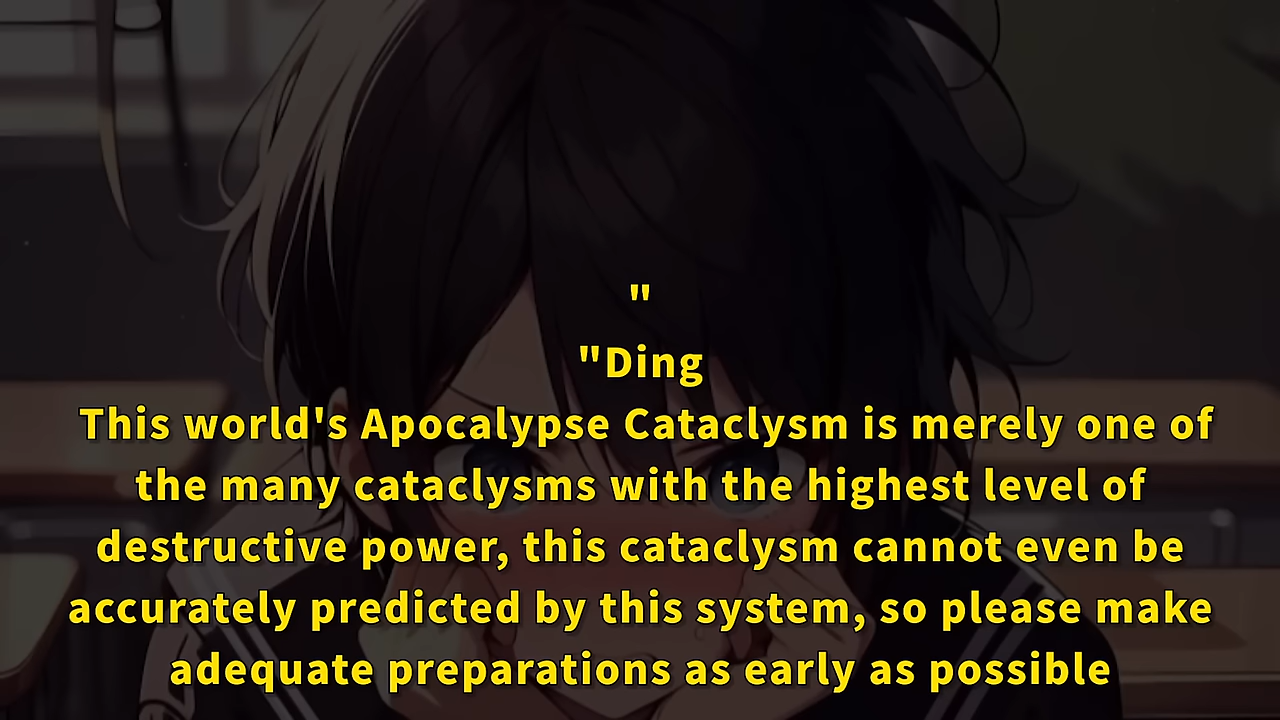 "
"Ding
This world's Apocalypse Cataclysm is merely one of
the many cataclysms with the highest level of
destructive power, this cataclysm cannot even be
accurately predicted by this system, so please make
adequate preparations as early as possible